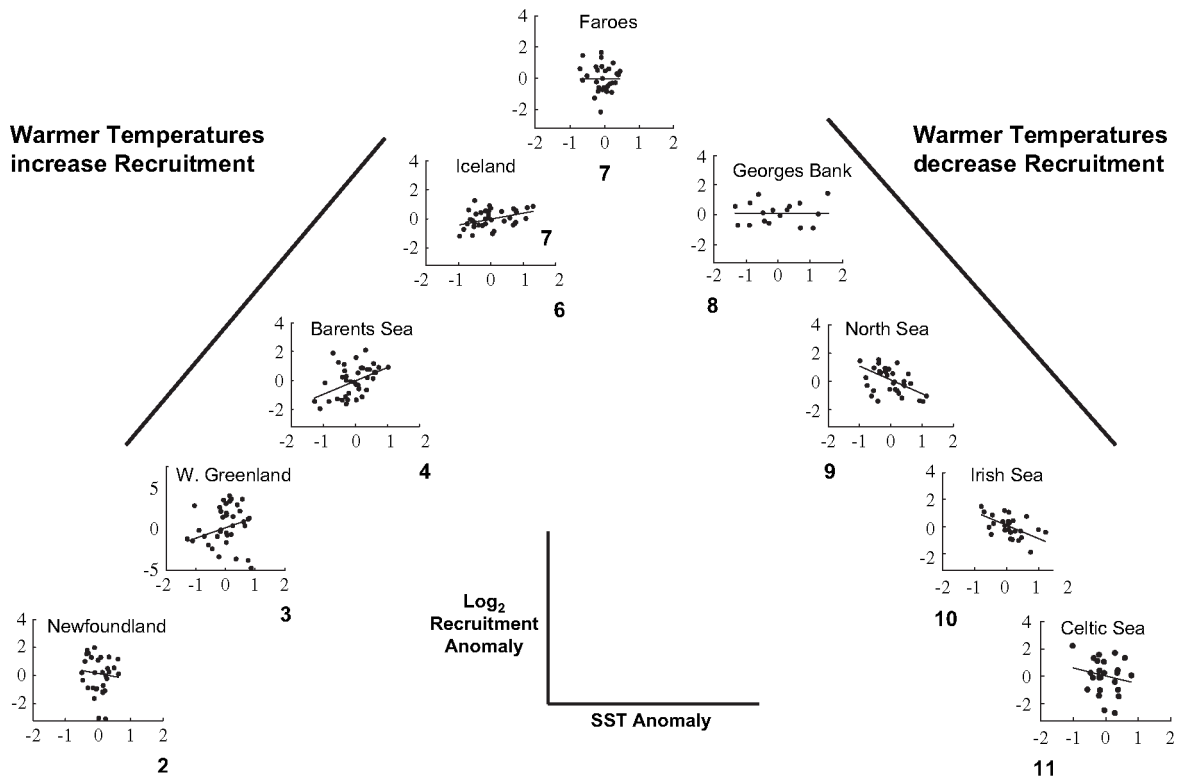 4
Faroes
2
0
-2
-2 -1 0 1 2
7
Warmer Temperatures
increase Recruitment
Warmer Temperatures
decrease Recruitment
4
Iceland
2
0
-2
7
-2 -1 0 1 2
6
4
Georges Bank
2
0
-2
-2 -1 0 1 2
8
4
Barents Sea
2
0
-2
-2 -1 0 1 2
4
4
North Sea
2
0
-2
-2 -1 0 1 2
9
W. Greenland
5
0
-5
-2 -1 0 1 2
3
4
Irish Sea
2
0
-2
-2 -1 0 1 2
10
4
Newfoundland
2
0
-2
-2 -1 0 1 2
2
Log2
Recruitment
Anomaly
SST Anomaly
4
Celtic Sea
2
0
-2
-2 -1 0 1 2
11